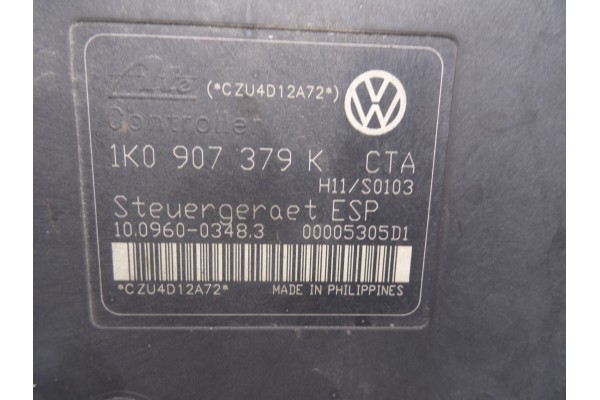 Ate (*CZU4D12A72*)
Controller
1K0 907 379 K CTA
H11/S0103
Steuergeraet ESP
10.0960-0348.3 00005305D1
*CZU4D12A72* MADE IN PHILIPPINES